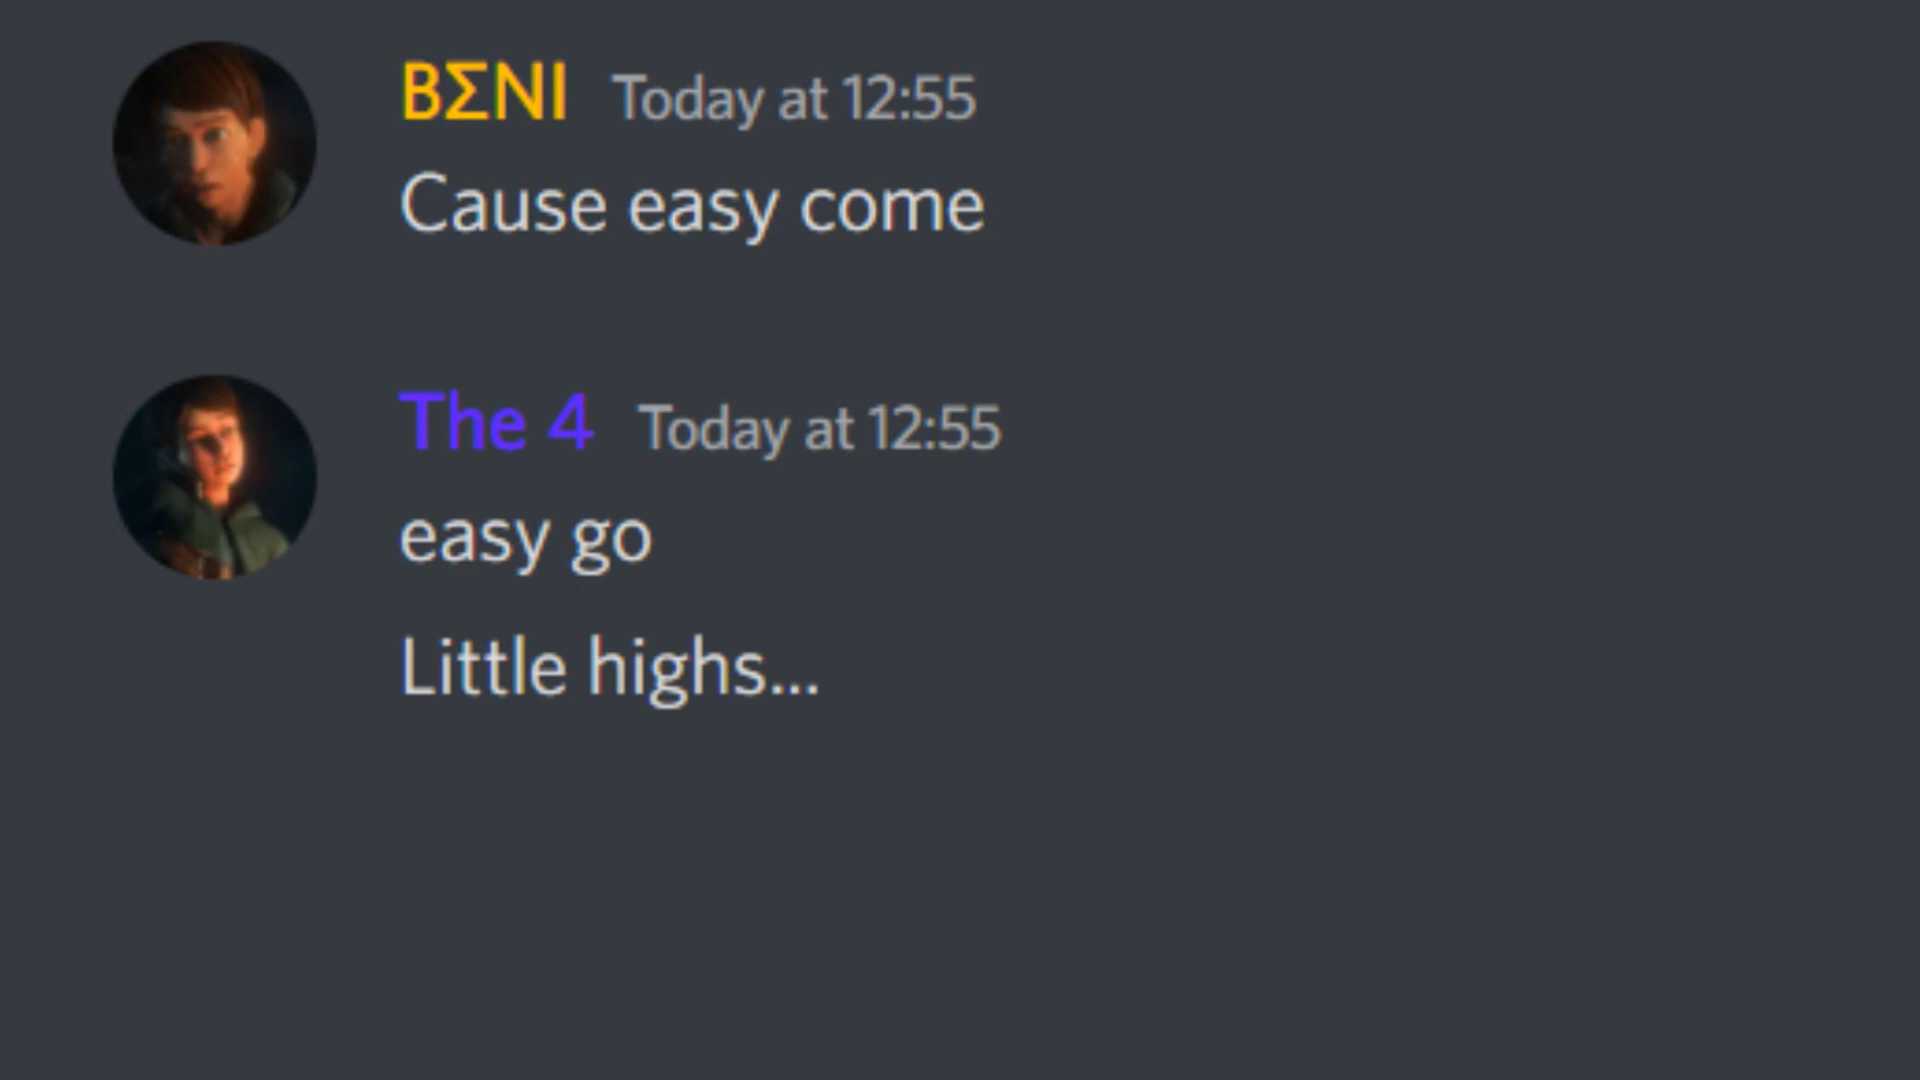 BΣNI Today at 12:55
Cause easy come
The 4 Today at 12:55
easy go
Little highs...